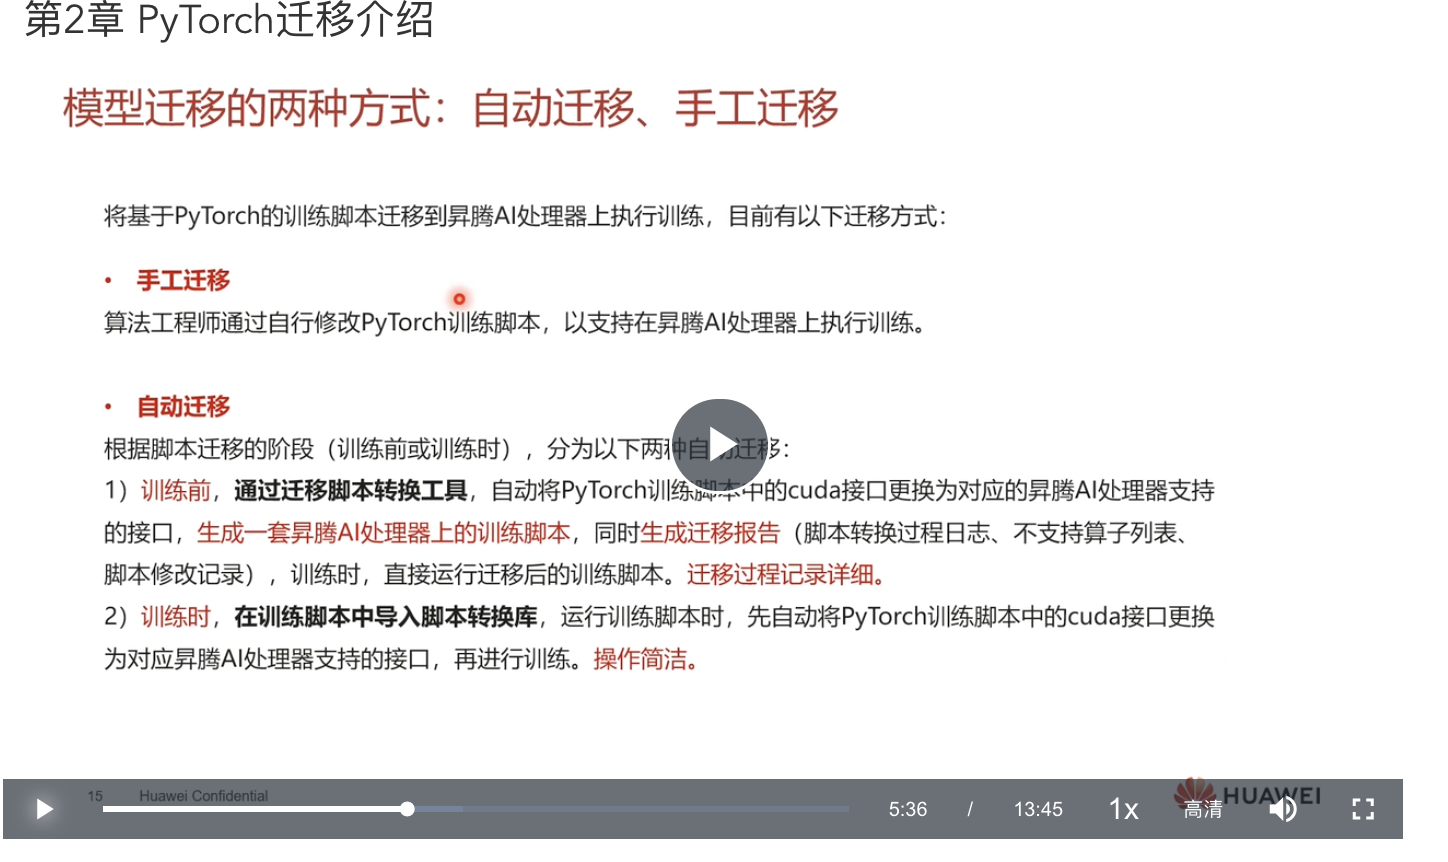 第2章 PyTorch迁移介绍
模型迁移的两种方式：自动迁移、手工迁移
将基于PyTorch的训练脚本迁移到昇腾AI处理器上执行训练，目前有以下迁移方式：
• 手工迁移
算法工程师通过自行修改PyTorch训练脚本，以支持在昇腾AI处理器上执行训练。
• 自动迁移
根据脚本迁移的阶段（训练前或训练时），分为以下两种自动迁移：
1）训练前，通过迁移脚本转换工具，自动将PyTorch训练脚本中的cuda接口更换为对应的昇腾AI处理器支持
的接口，生成一套昇腾AI处理器上的训练脚本，同时生成迁移报告（脚本转换过程日志、不支持算子列表、
脚本修改记录），训练时，直接运行迁移后的训练脚本。迁移过程记录详细。
2）训练时，在训练脚本中导入脚本转换库，运行训练脚本时，先自动将PyTorch训练脚本中的cuda接口更换
为对应昇腾AI处理器支持的接口，再进行训练。操作简洁。
15 Huawei Confidential
HUAWEI
5:36 / 13:45 1x 高清